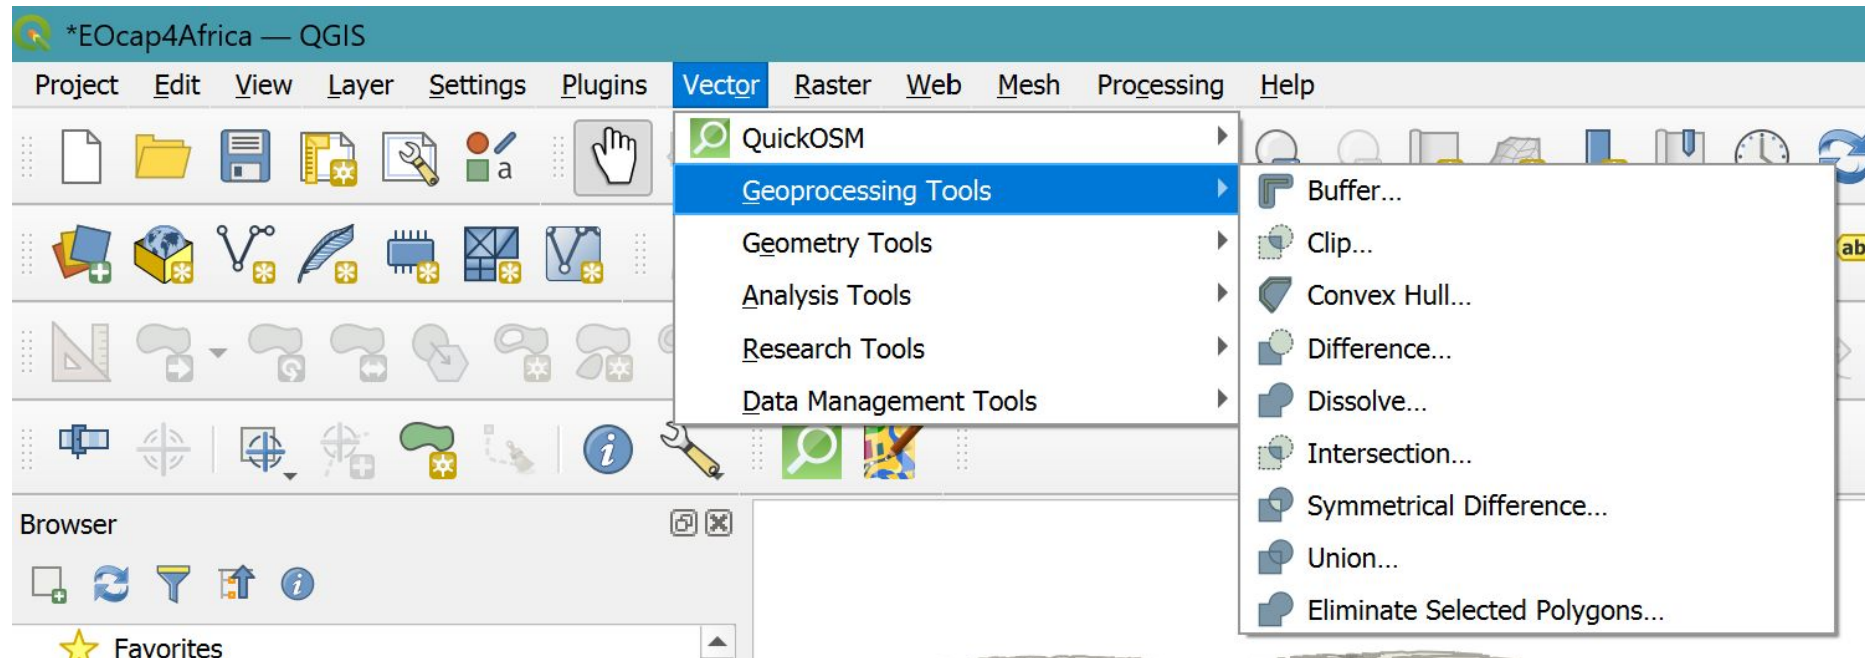 *EOcap4Africa — QGIS
Project Edit View Layer Settings Plugins Vector Raster Web Mesh Processing Help
QuickOSM
Geoprocessing Tools
Geometry Tools
Analysis Tools
Research Tools
Data Management Tools
Buffer...
Clip...
Convex Hull...
Difference...
Dissolve...
Intersection...
Symmetrical Difference...
Union...
Eliminate Selected Polygons...
a
ab
Browser
Favorites